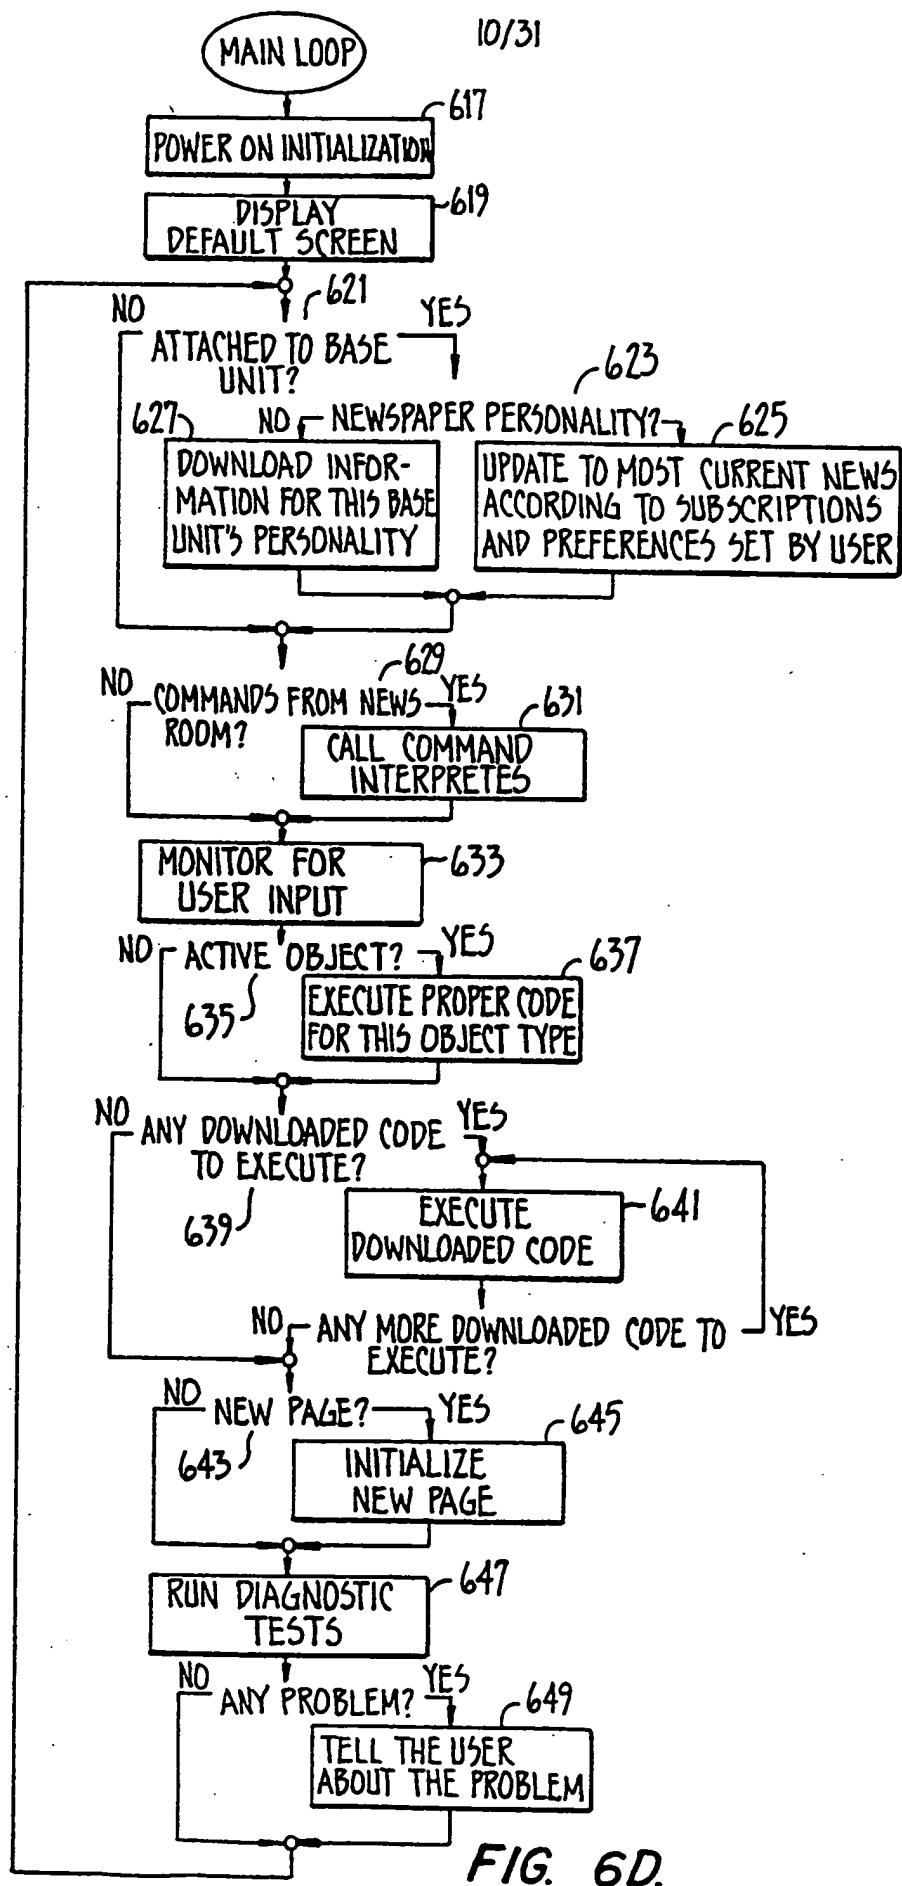 10/31
MAIN LOOP
617
POWER ON INITIALIZATION
619
DISPLAY
DEFAULT SCREEN
621
NO
YES
ATTACHED TO BASE
UNIT?
623
627
NO
NEWSPAPER PERSONALITY?
625
DOWNLOAD INFOR-
MATION FOR THIS BASE
UNIT'S PERSONALITY
UPDATE TO MOST CURRENT NEWS
ACCORDING TO SUBSCRIPTIONS
AND PREFERENCES SET BY USER
629
NO
YES
COMMANDS FROM NEWS
ROOM?
631
CALL COMMAND
INTERPRETES
MONITOR FOR
USER INPUT
633
NO
ACTIVE OBJECT?
YES
635
637
EXECUTE PROPER CODE
FOR THIS OBJECT TYPE
NO
YES
ANY DOWNLOADED CODE
TO EXECUTE?
639
641
EXECUTE
DOWNLOADED CODE
NO
ANY MORE DOWNLOADED CODE TO
EXECUTE?
YES
NO
NEW PAGE?
YES
643
645
INITIALIZE
NEW PAGE
647
RUN DIAGNOSTIC
TESTS
NO
YES
ANY PROBLEM?
649
TELL THE USER
ABOUT THE PROBLEM
FIG. 6D.